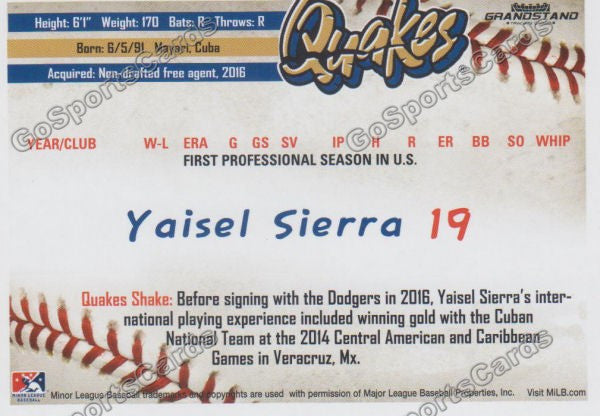 Height: 6'1" Weight: 170 Bats: R Throws: R
Born: 6/5/91 Mayari, Cuba
Acquired: Non-drafted free agent, 2016
Quakes
GRANDSTAND
GoSportsCards
GoSportsCards
YEAR/CLUB W-L ERA G GS SV IP H R ER BB SO WHIP
FIRST PROFESSIONAL SEASON IN U.S.
Yaisel Sierra 19
Quakes Shake: Before signing with the Dodgers in 2016, Yaisel Sierra's inter-
national playing experience included winning gold with the Cuban
National Team at the 2014 Central American and Caribbean
Games in Veracruz, Mx.
GoSportsCards
GoSportsCards
MINOR LEAGUE
BASEBALL
Minor League Baseball trademarks and copyrights are used with permission of Major League Baseball Properties, Inc. Visit MiLB.com